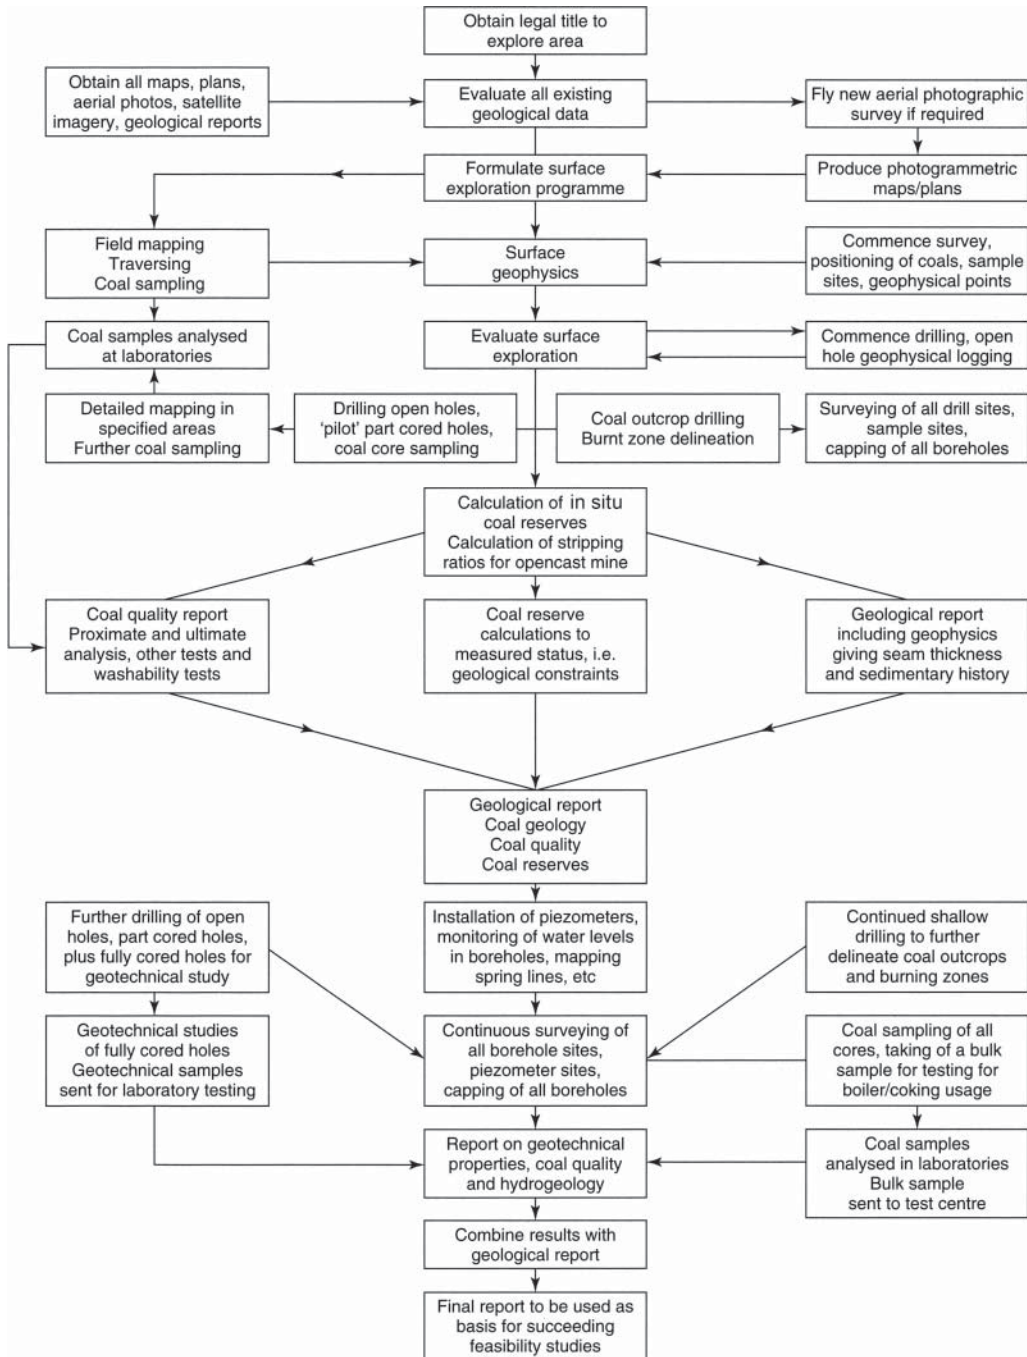 Obtain legal title to
explore area
Obtain all maps, plans,
aerial photos, satellite
imagery, geological reports
Evaluate all existing
geological data
Fly new aerial photographic
survey if required
Formulate surface
exploration programme
Produce photogrammetric
maps/plans
Field mapping
Traversing
Coal sampling
Surface
geophysics
Commence survey,
positioning of coals, sample
sites, geophysical points
Coal samples analysed
at laboratories
Evaluate surface
exploration
Commence drilling, open
hole geophysical logging
Detailed mapping in
specified areas
Further coal sampling
Drilling open holes,
'pilot' part cored holes,
coal core sampling
Coal outcrop drilling
Burnt zone delineation
Surveying of all drill sites,
sample sites,
capping of all boreholes
Calculation of in situ
coal reserves
Calculation of stripping
ratios for opencast mine
Coal quality report
Proximate and ultimate
analysis, other tests and
washability tests
Coal reserve
calculations to
measured status, i.e.
geological constraints
Geological report
including geophysics
giving seam thickness
and sedimentary history
Geological report
Coal geology
Coal quality
Coal reserves
Further drilling of open
holes, part cored holes,
plus fully cored holes for
geotechnical study
Installation of piezometers,
monitoring of water levels
in boreholes, mapping
spring lines, etc
Continued shallow
drilling to further
delineate coal outcrops
and burning zones
Geotechnical studies
of fully cored holes
Geotechnical samples
sent for laboratory testing
Continuous surveying of
all borehole sites,
piezometer sites,
capping of all boreholes
Coal sampling of all
cores, taking of a bulk
sample for testing for
boiler/coking usage
Report on geotechnical
properties, coal quality
and hydrogeology
Coal samples
analysed in laboratories
Bulk sample
sent to test centre
Combine results with
geological report
Final report to be used as
basis for succeeding
feasibility studies